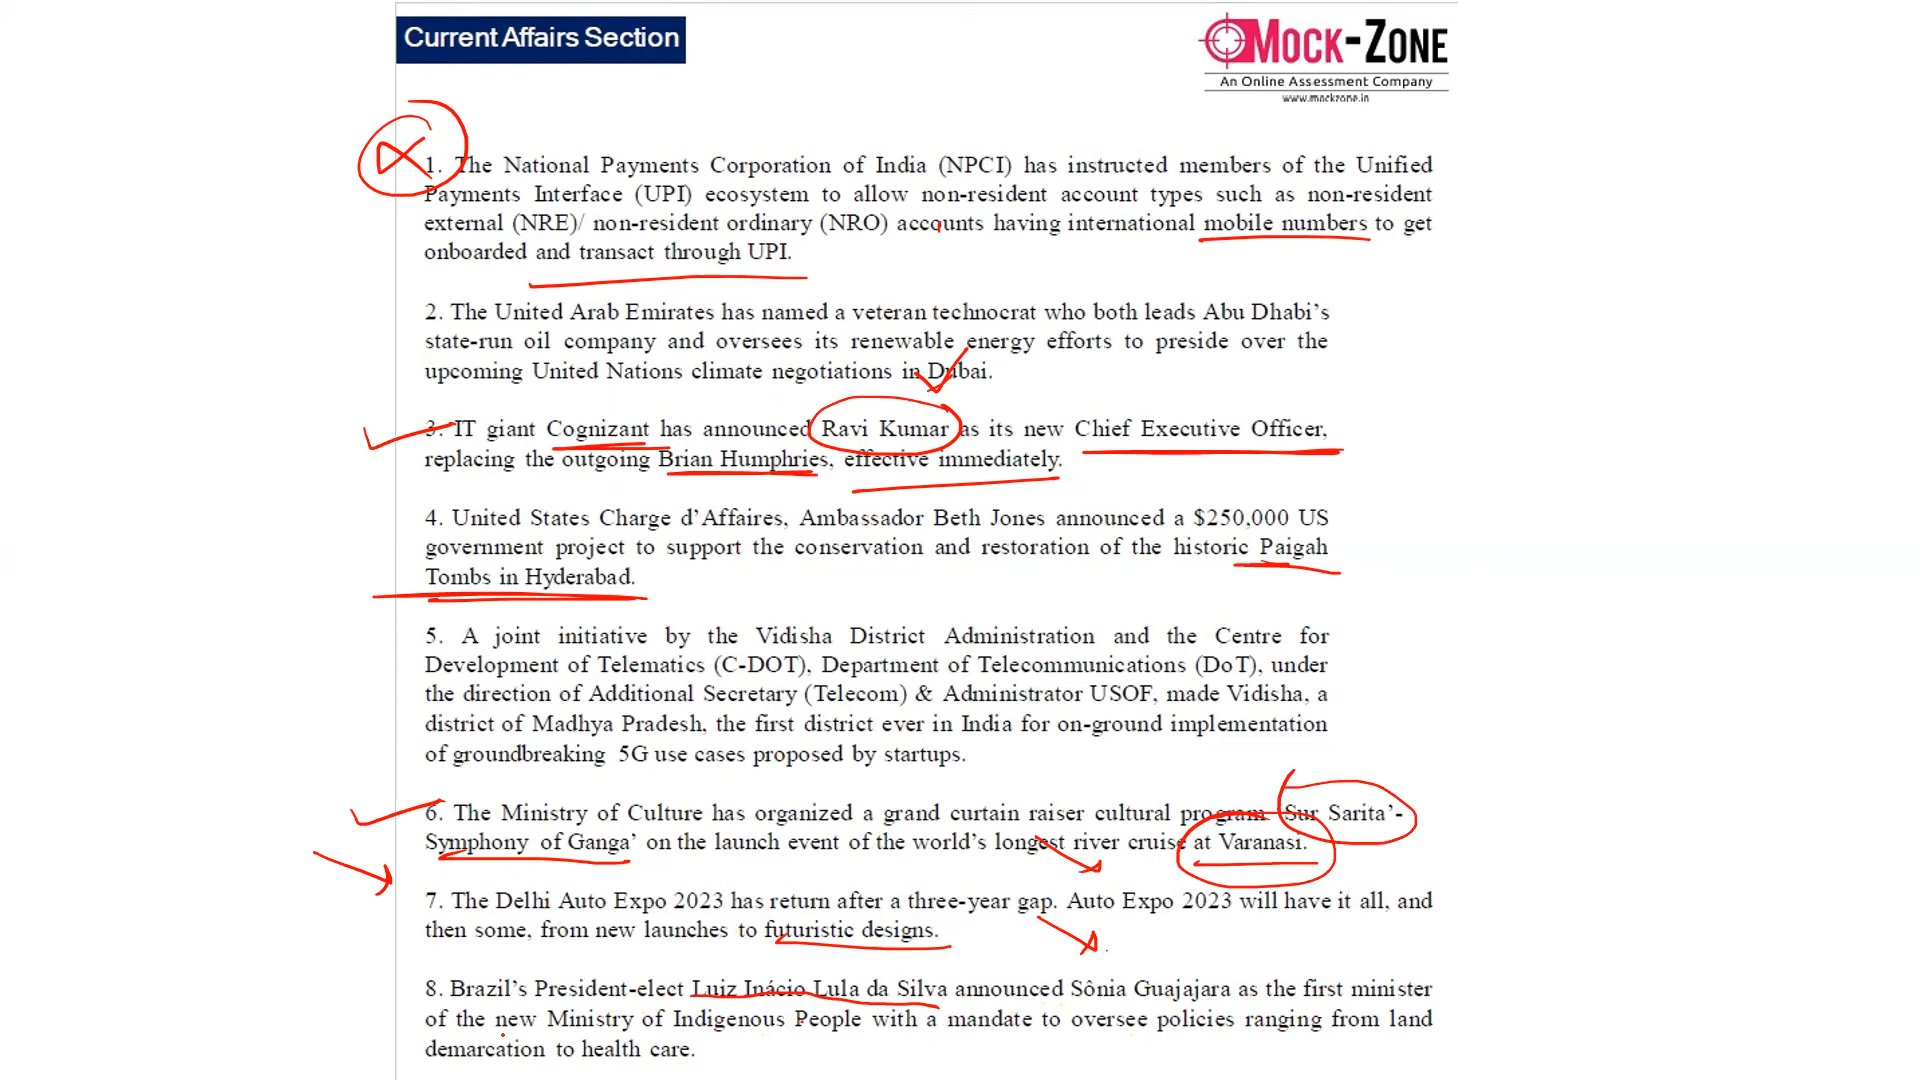 Current Affairs Section
MOCK-ZONE
An Online Assessment Company
www.mockzone.in
1. The National Payments Corporation of India (NPCI) has instructed members of the Unified
Payments Interface (UPI) ecosystem to allow non-resident account types such as non-resident
external (NRE)/ non-resident ordinary (NRO) accounts having international mobile numbers to get
onboarded and transact through UPI.
2. The United Arab Emirates has named a veteran technocrat who both leads Abu Dhabi's
state-run oil company and oversees its renewable energy efforts to preside over the
upcoming United Nations climate negotiations in Dubai.
3. IT giant Cognizant has announced Ravi Kumar as its new Chief Executive Officer,
replacing the outgoing Brian Humphries, effective immediately.
4. United States Charge d'Affaires, Ambassador Beth Jones announced a $250,000 US
government project to support the conservation and restoration of the historic Paigah
Tombs in Hyderabad.
5. A joint initiative by the Vidisha District Administration and the Centre for
Development of Telematics (C-DOT), Department of Telecommunications (DoT), under
the direction of Additional Secretary (Telecom) & Administrator USOF, made Vidisha, a
district of Madhya Pradesh, the first district ever in India for on-ground implementation
of groundbreaking 5G use cases proposed by startups.
6. The Ministry of Culture has organized a grand curtain raiser cultural program 'Sur Sarita'-
Symphony of Ganga' on the launch event of the world's longest river cruise at Varanasi.
7. The Delhi Auto Expo 2023 has return after a three-year gap. Auto Expo 2023 will have it all, and
then some, from new launches to futuristic designs.
8. Brazil's President-elect Luiz Inácio Lula da Silva announced Sônia Guajajara as the first minister
of the new Ministry of Indigenous People with a mandate to oversee policies ranging from land
demarcation to health care.